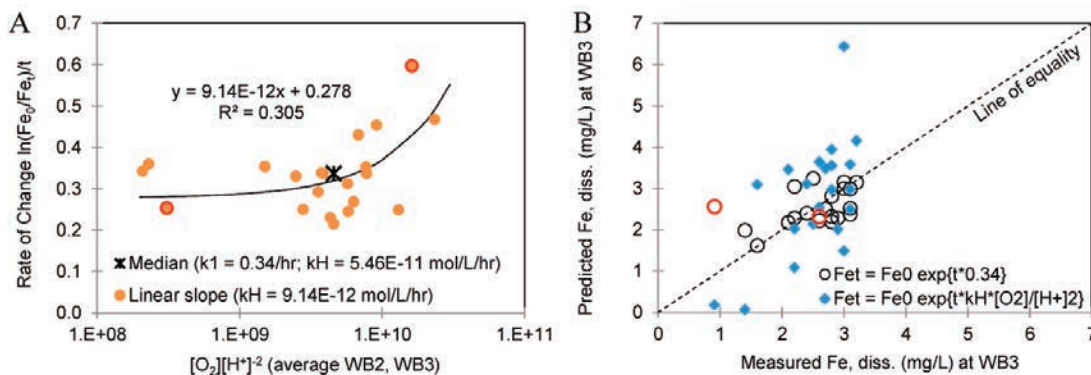 A
Rate of Change ln(Fe0/Fet)/t
0.7
0.6
0.5
0.4
0.3
0.2
0.1
0.0
y = 9.14E-12x + 0.278
R² = 0.305
Median (k1 = 0.34/hr; kH = 5.46E-11 mol/L/hr)
Linear slope (kH = 9.14E-12 mol/L/hr)
1.E+08 1.E+09 1.E+10 1.E+11
[O₂][H⁺]⁻² (average WB2, WB3)
B
Predicted Fe, diss. (mg/L) at WB3
7
6
5
4
3
2
1
0
Line of equality
Fet = Fe0 exp{t*0.34}
Fet = Fe0 exp{t*kH*[O2]/[H+]2}
0 1 2 3 4 5 6 7
Measured Fe, diss. (mg/L) at WB3